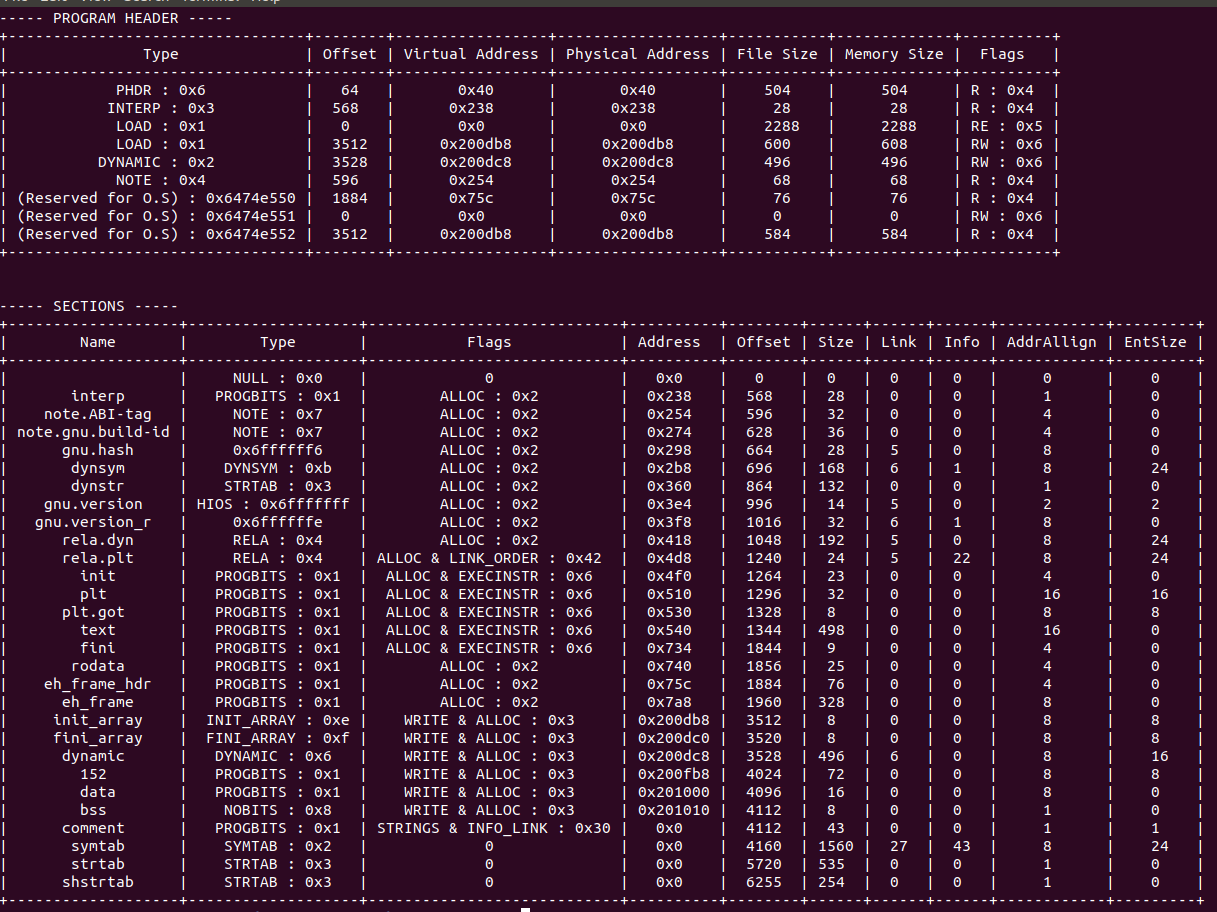 ----- PROGRAM HEADER -----
+---------------------------------+--------+------------------+------------------+-----------+-------------+----------+
| Type | Offset | Virtual Address | Physical Address | File Size | Memory Size | Flags |
+---------------------------------+--------+------------------+------------------+-----------+-------------+----------+
| PHDR : 0x6 | 64 | 0x40 | 0x40 | 504 | 504 | R : 0x4 |
| INTERP : 0x3 | 568 | 0x238 | 0x238 | 28 | 28 | R : 0x4 |
| LOAD : 0x1 | 0 | 0x0 | 0x0 | 2288 | 2288 | RE : 0x5 |
| LOAD : 0x1 | 3512 | 0x200db8 | 0x200db8 | 600 | 608 | RW : 0x6 |
| DYNAMIC : 0x2 | 3528 | 0x200dc8 | 0x200dc8 | 496 | 496 | RW : 0x6 |
| NOTE : 0x4 | 596 | 0x254 | 0x254 | 68 | 68 | R : 0x4 |
| (Reserved for O.S) : 0x6474e550 | 1884 | 0x75c | 0x75c | 76 | 76 | R : 0x4 |
| (Reserved for O.S) : 0x6474e551 | 0 | 0x0 | 0x0 | 0 | 0 | RW : 0x6 |
| (Reserved for O.S) : 0x6474e552 | 3512 | 0x200db8 | 0x200db8 | 584 | 584 | R : 0x4 |
+---------------------------------+--------+------------------+------------------+-----------+-------------+----------+
----- SECTIONS -----
+-------------------+-------------------+----------------------------+----------+--------+------+------+------+------------+---------+
| Name | Type | Flags | Address | Offset | Size | Link | Info | AddrAllign | EntSize |
+-------------------+-------------------+----------------------------+----------+--------+------+------+------+------------+---------+
| | NULL : 0x0 | 0 | 0x0 | 0 | 0 | 0 | 0 | 0 | 0 |
| interp | PROGBITS : 0x1 | ALLOC : 0x2 | 0x238 | 568 | 28 | 0 | 0 | 1 | 0 |
| note.ABI-tag | NOTE : 0x7 | ALLOC : 0x2 | 0x254 | 596 | 32 | 0 | 0 | 4 | 0 |
| note.gnu.build-id | NOTE : 0x7 | ALLOC : 0x2 | 0x274 | 628 | 36 | 0 | 0 | 4 | 0 |
| gnu.hash | 0x6ffffff6 | ALLOC : 0x2 | 0x298 | 664 | 28 | 5 | 0 | 8 | 0 |
| dynsym | DYNSYM : 0xb | ALLOC : 0x2 | 0x2b8 | 696 | 168 | 6 | 1 | 8 | 24 |
| dynstr | STRTAB : 0x3 | ALLOC : 0x2 | 0x360 | 864 | 132 | 0 | 0 | 1 | 0 |
| gnu.version | HIOS : 0x6fffffff | ALLOC : 0x2 | 0x3e4 | 996 | 14 | 5 | 0 | 2 | 2 |
| gnu.version_r | 0x6ffffffe | ALLOC : 0x2 | 0x3f8 | 1016 | 32 | 6 | 1 | 8 | 0 |
| rela.dyn | RELA : 0x4 | ALLOC : 0x2 | 0x418 | 1048 | 192 | 5 | 0 | 8 | 24 |
| rela.plt | RELA : 0x4 | ALLOC & LINK_ORDER : 0x42 | 0x4d8 | 1240 | 24 | 5 | 22 | 8 | 24 |
| init | PROGBITS : 0x1 | ALLOC & EXECINSTR : 0x6 | 0x4f0 | 1264 | 23 | 0 | 0 | 4 | 0 |
| plt | PROGBITS : 0x1 | ALLOC & EXECINSTR : 0x6 | 0x510 | 1296 | 32 | 0 | 0 | 16 | 16 |
| plt.got | PROGBITS : 0x1 | ALLOC & EXECINSTR : 0x6 | 0x530 | 1328 | 8 | 0 | 0 | 8 | 8 |
| text | PROGBITS : 0x1 | ALLOC & EXECINSTR : 0x6 | 0x540 | 1344 | 498 | 0 | 0 | 16 | 0 |
| fini | PROGBITS : 0x1 | ALLOC & EXECINSTR : 0x6 | 0x734 | 1844 | 9 | 0 | 0 | 4 | 0 |
| rodata | PROGBITS : 0x1 | ALLOC : 0x2 | 0x740 | 1856 | 25 | 0 | 0 | 4 | 0 |
| eh_frame_hdr | PROGBITS : 0x1 | ALLOC : 0x2 | 0x75c | 1884 | 76 | 0 | 0 | 4 | 0 |
| eh_frame | PROGBITS : 0x1 | ALLOC : 0x2 | 0x7a8 | 1960 | 328 | 0 | 0 | 8 | 0 |
| init_array | INIT_ARRAY : 0xe | WRITE & ALLOC : 0x3 | 0x200db8 | 3512 | 8 | 0 | 0 | 8 | 8 |
| fini_array | FINI_ARRAY : 0xf | WRITE & ALLOC : 0x3 | 0x200dc0 | 3520 | 8 | 0 | 0 | 8 | 8 |
| dynamic | DYNAMIC : 0x6 | WRITE & ALLOC : 0x3 | 0x200dc8 | 3528 | 496 | 6 | 0 | 8 | 16 |
| 152 | PROGBITS : 0x1 | WRITE & ALLOC : 0x3 | 0x200fb8 | 4024 | 72 | 0 | 0 | 8 | 8 |
| data | PROGBITS : 0x1 | WRITE & ALLOC : 0x3 | 0x201000 | 4096 | 16 | 0 | 0 | 8 | 0 |
| bss | NOBITS : 0x8 | WRITE & ALLOC : 0x3 | 0x201010 | 4112 | 8 | 0 | 0 | 1 | 0 |
| comment | PROGBITS : 0x1 | STRINGS & INFO_LINK : 0x30 | 0x0 | 4112 | 43 | 0 | 0 | 1 | 1 |
| symtab | SYMTAB : 0x2 | 0 | 0x0 | 4160 | 1560 | 27 | 43 | 8 | 24 |
| strtab | STRTAB : 0x3 | 0 | 0x0 | 5720 | 535 | 0 | 0 | 1 | 0 |
| shstrtab | STRTAB : 0x3 | 0 | 0x0 | 6255 | 254 | 0 | 0 | 1 | 0 |
+-------------------+-------------------+----------------------------+----------+--------+------+------+------+------------+---------+